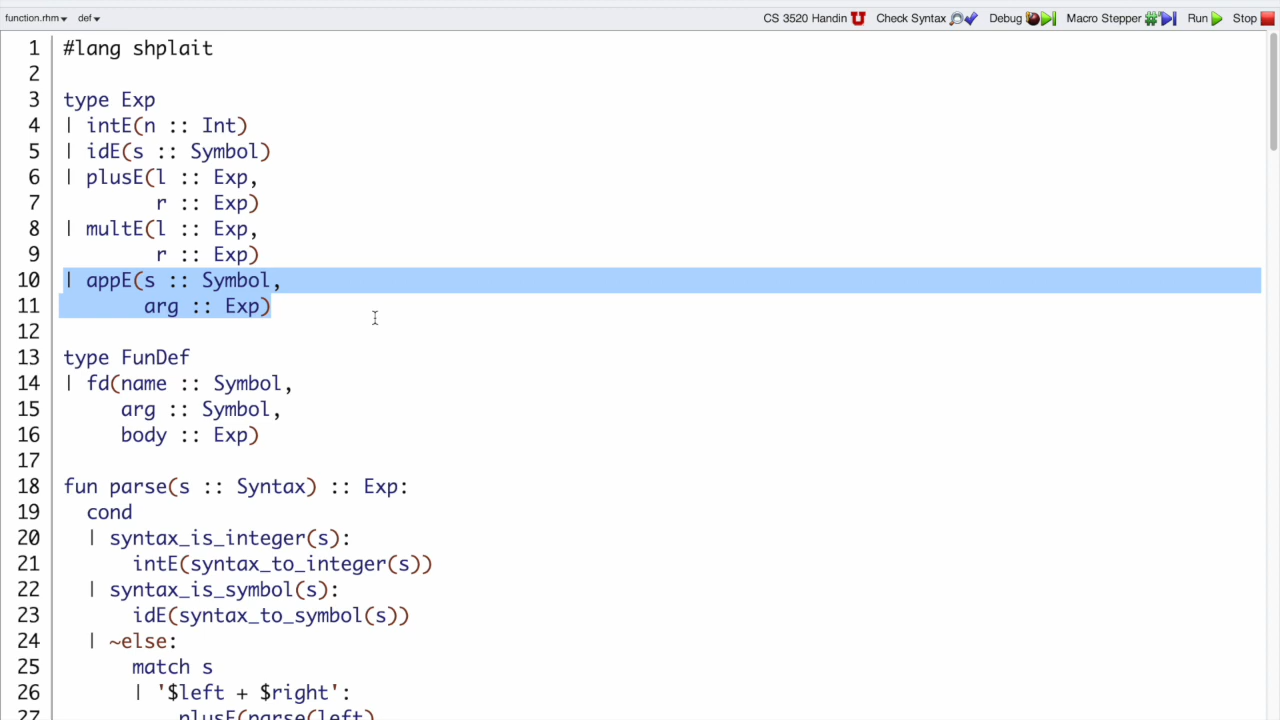 function.rhm def CS 3520 Handin Check Syntax Debug Macro Stepper Run Stop
1 #lang shplait
2
3 type Exp
4 | intE(n :: Int)
5 | idE(s :: Symbol)
6 | plusE(l :: Exp,
7 r :: Exp)
8 | multE(l :: Exp,
9 r :: Exp)
10 | appE(s :: Symbol,
11 arg :: Exp)
12
13 type FunDef
14 | fd(name :: Symbol,
15 arg :: Symbol,
16 body :: Exp)
17
18 fun parse(s :: Syntax) :: Exp:
19 cond
20 | syntax_is_integer(s):
21 intE(syntax_to_integer(s))
22 | syntax_is_symbol(s):
23 idE(syntax_to_symbol(s))
24 | ~else:
25 match s
26 | '$left + $right':
27 plusE(parse(left)